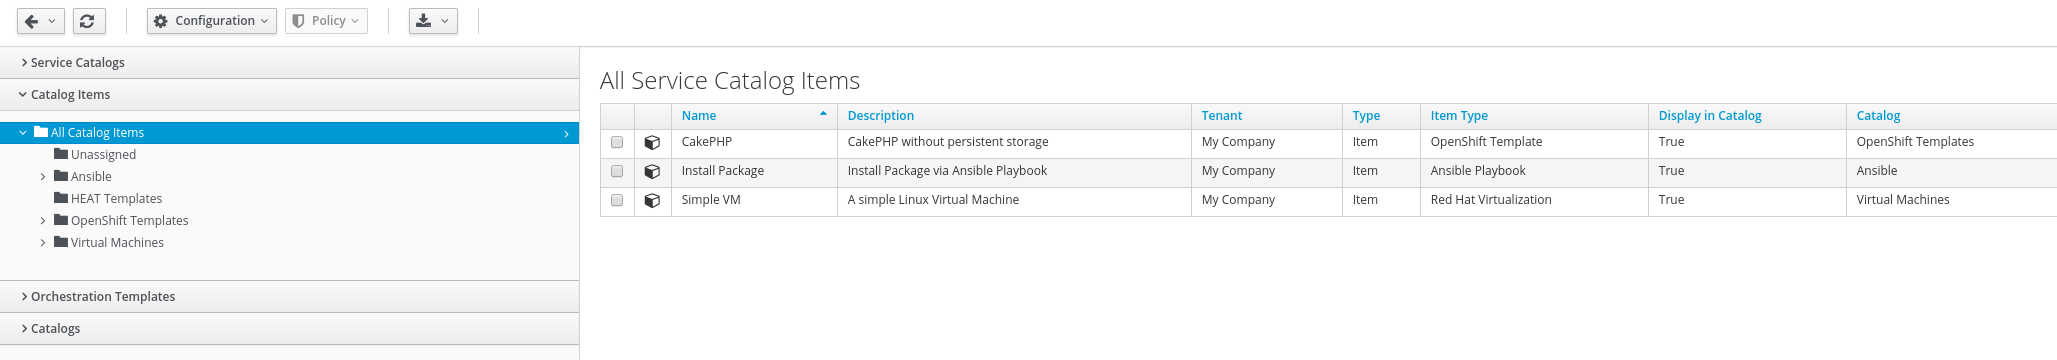 Configuration Policy
Service Catalogs
Catalog Items
All Catalog Items
Unassigned
Ansible
HEAT Templates
OpenShift Templates
Virtual Machines
Orchestration Templates
Catalogs
All Service Catalog Items
Name Description Tenant Type Item Type Display in Catalog Catalog
CakePHP CakePHP without persistent storage My Company Item OpenShift Template True OpenShift Templates
Install Package Install Package via Ansible Playbook My Company Item Ansible Playbook True Ansible
Simple VM A simple Linux Virtual Machine My Company Item Red Hat Virtualization True Virtual Machines